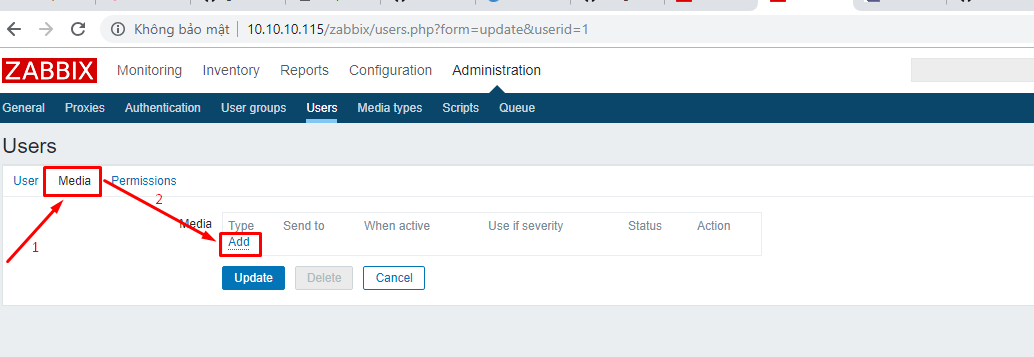 Không bảo mật 10.10.10.115/zabbix/users.php?form=update&userid=1
ZABBIX Monitoring Inventory Reports Configuration Administration
General Proxies Authentication User groups Users Media types Scripts Queue
Users
User Media Permissions
2
Media Type Send to When active Use if severity Status Action
1 Add
Update Delete Cancel